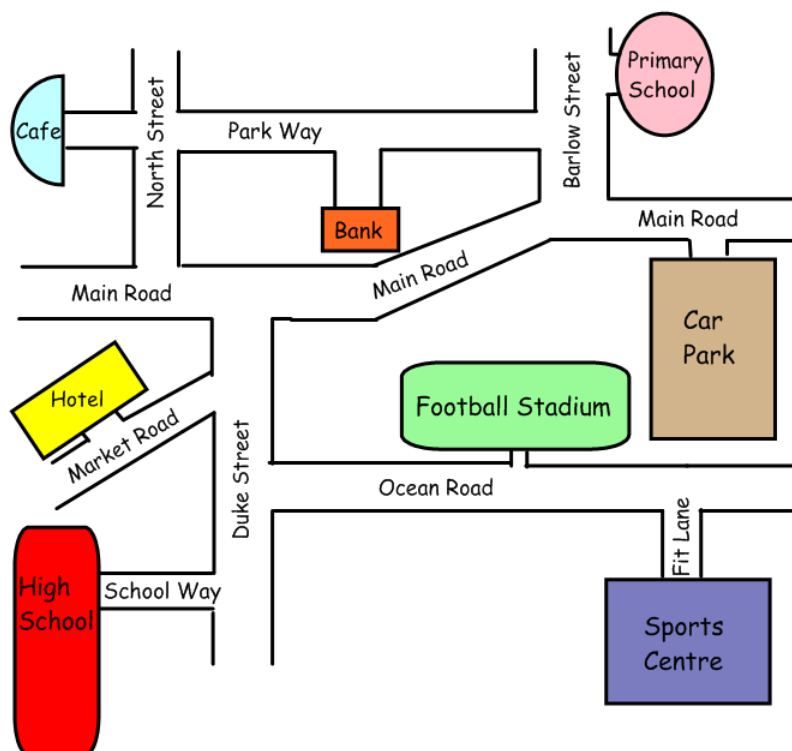 Primary
School
Cafe
North Street
Park Way
Barlow Street
Bank
Main Road
Main Road
Main Road
Car
Park
Hotel
Football Stadium
Market Road
Duke Street
Ocean Road
High
School
School Way
Fit Lane
Sports
Centre